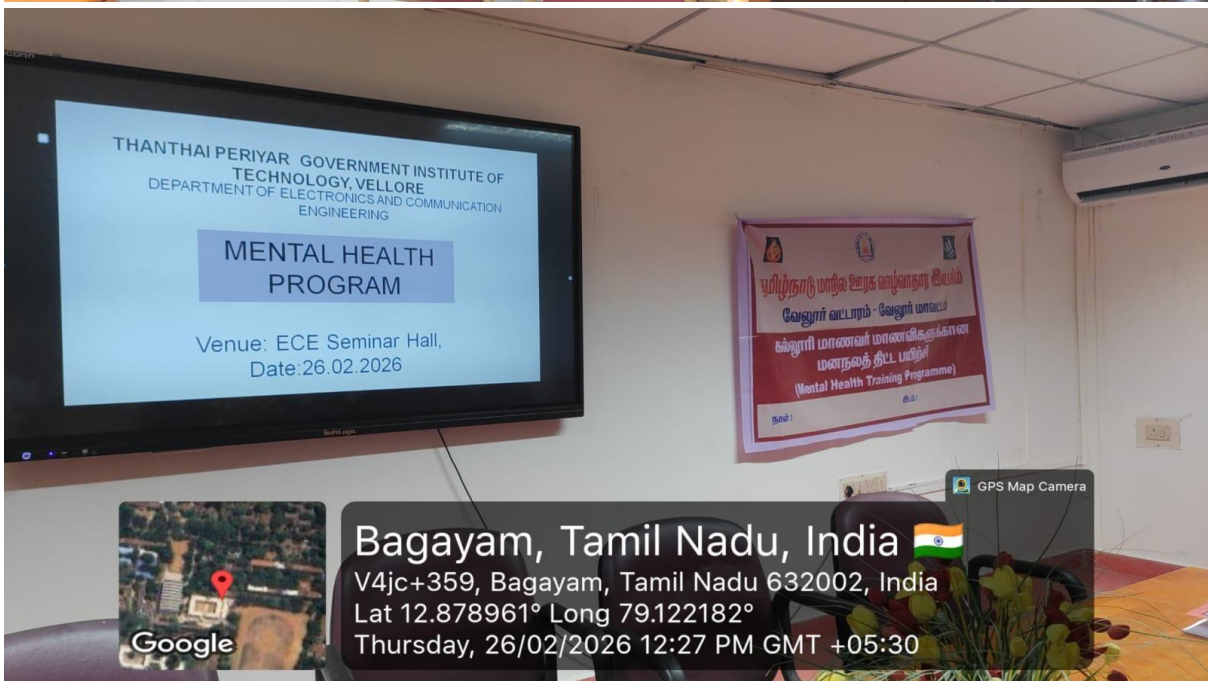 THANTHAI PERIYAR GOVERNMENT INSTITUTE OF
TECHNOLOGY, VELLORE
DEPARTMENT OF ELECTRONICS AND COMMUNICATION
ENGINEERING
MENTAL HEALTH
PROGRAM
Venue: ECE Seminar Hall,
Date:26.02.2026
SoftLogic
தமிழ்நாடு மாநில ஊரக வாழ்வாதார இயக்கம்
வேலூர் வட்டாரம் - வேலூர் மாவட்டம்
கல்லூரி மாணவர் மாணவிகளுக்கான
மனநலத் திட்ட பயிற்சி
(Mental Health Training Programme)
நாள் :
இடம் :
GPS Map Camera
Bagayam, Tamil Nadu, India
V4jc+359, Bagayam, Tamil Nadu 632002, India
Lat 12.878961° Long 79.122182°
Thursday, 26/02/2026 12:27 PM GMT +05:30
Google